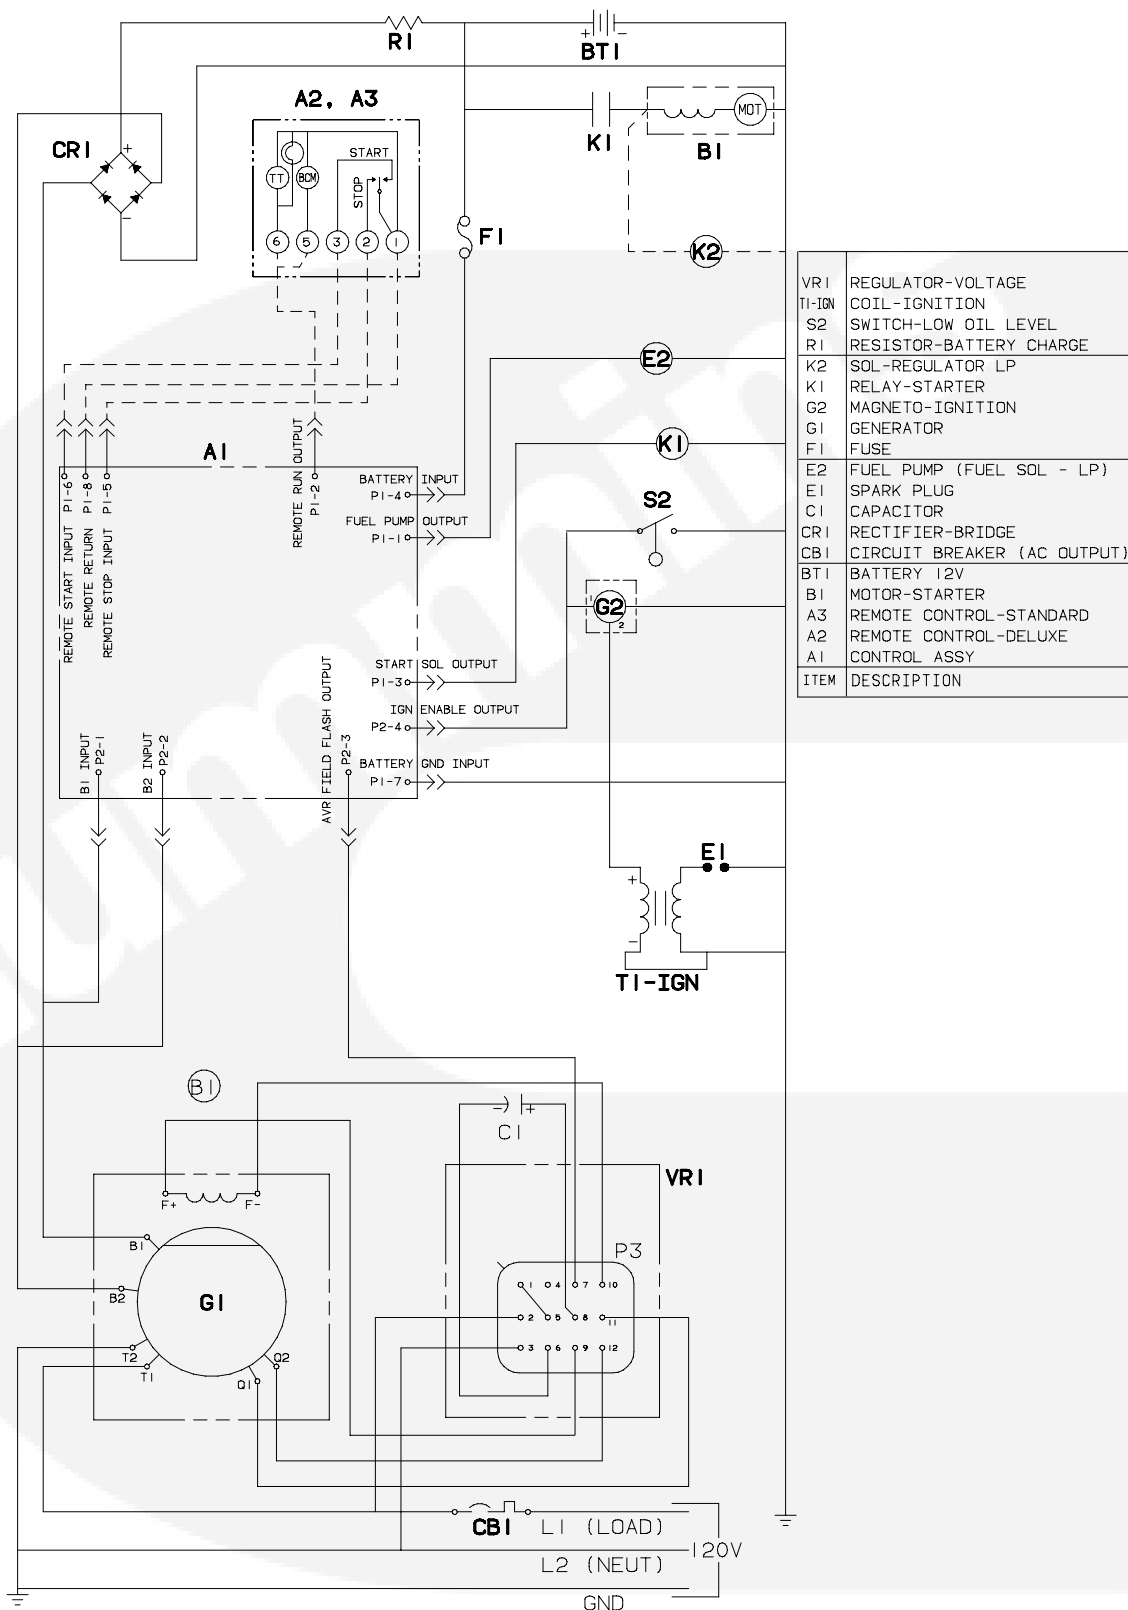 R1
+ BT1 -
A2, A3
CR1
+
-
START
STOP
TT
BCM
6 5 3 2 1
K1
MOT
B1
F1
K2
E2
K1
A1
REMOTE START INPUT P1-6
REMOTE RETURN P1-8
REMOTE STOP INPUT P1-5
REMOTE RUN OUTPUT
P1-2
BATTERY INPUT
P1-4
FUEL PUMP OUTPUT
P1-1
S2
1
G2
2
START SOL OUTPUT
P1-3
IGN ENABLE OUTPUT
P2-4
BATTERY GND INPUT
P1-7
B1 INPUT
P2-1
B2 INPUT
P2-2
AVR FIELD FLASH OUTPUT
P2-3
VR1 REGULATOR-VOLTAGE
T1-IGN COIL-IGNITION
S2 SWITCH-LOW OIL LEVEL
R1 RESISTOR-BATTERY CHARGE
K2 SOL-REGULATOR LP
K1 RELAY-STARTER
G2 MAGNETO-IGNITION
G1 GENERATOR
F1 FUSE
E2 FUEL PUMP (FUEL SOL - LP)
E1 SPARK PLUG
C1 CAPACITOR
CR1 RECTIFIER-BRIDGE
CB1 CIRCUIT BREAKER (AC OUTPUT)
BT1 BATTERY 12V
B1 MOTOR-STARTER
A3 REMOTE CONTROL-STANDARD
A2 REMOTE CONTROL-DELUXE
A1 CONTROL ASSY
ITEM DESCRIPTION
E1
+
-
T1-IGN
B1
- +
C1
VR1
F+ F-
B1
B2
G1
T2
T1
Q2
Q1
P3
1 4 7 10
2 5 8 11
3 6 9 12
CB1
L1 (LOAD)
120V
L2 (NEUT)
GND